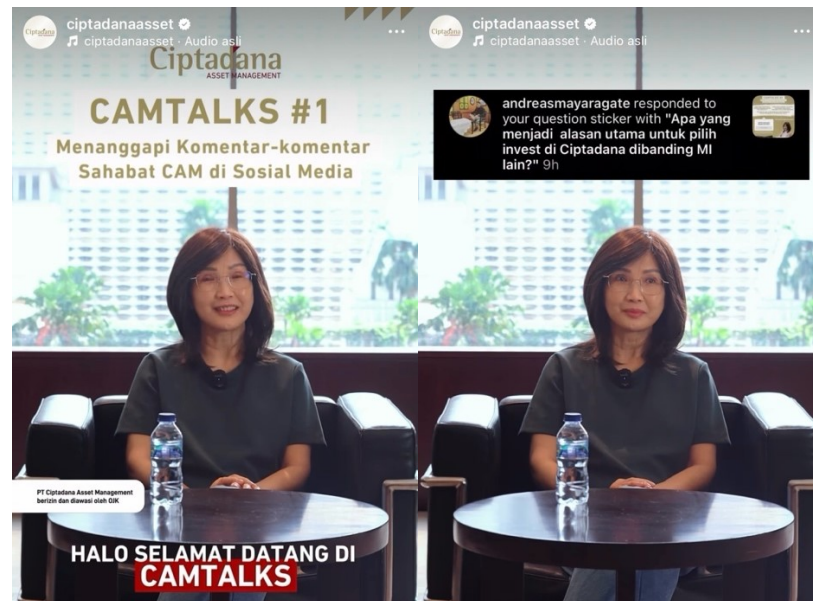 ciptadanaasset
ciptadanaasset · Audio asli
Ciptadana
Ciptadana
ASSET MANAGEMENT
CAMTALKS #1
Menanggapi Komentar-komentar
Sahabat CAM di Sosial Media
PT Ciptadana Asset Management
berizin dan diawasi oleh OJK
HALO SELAMAT DATANG DI
CAMTALKS
ciptadanaasset
ciptadanaasset · Audio asli
Ciptadana
andreasmayaragate responded to
your question sticker with "Apa yang
menjadi alasan utama untuk pilih
invest di Ciptadana dibanding MI
lain?" 9h